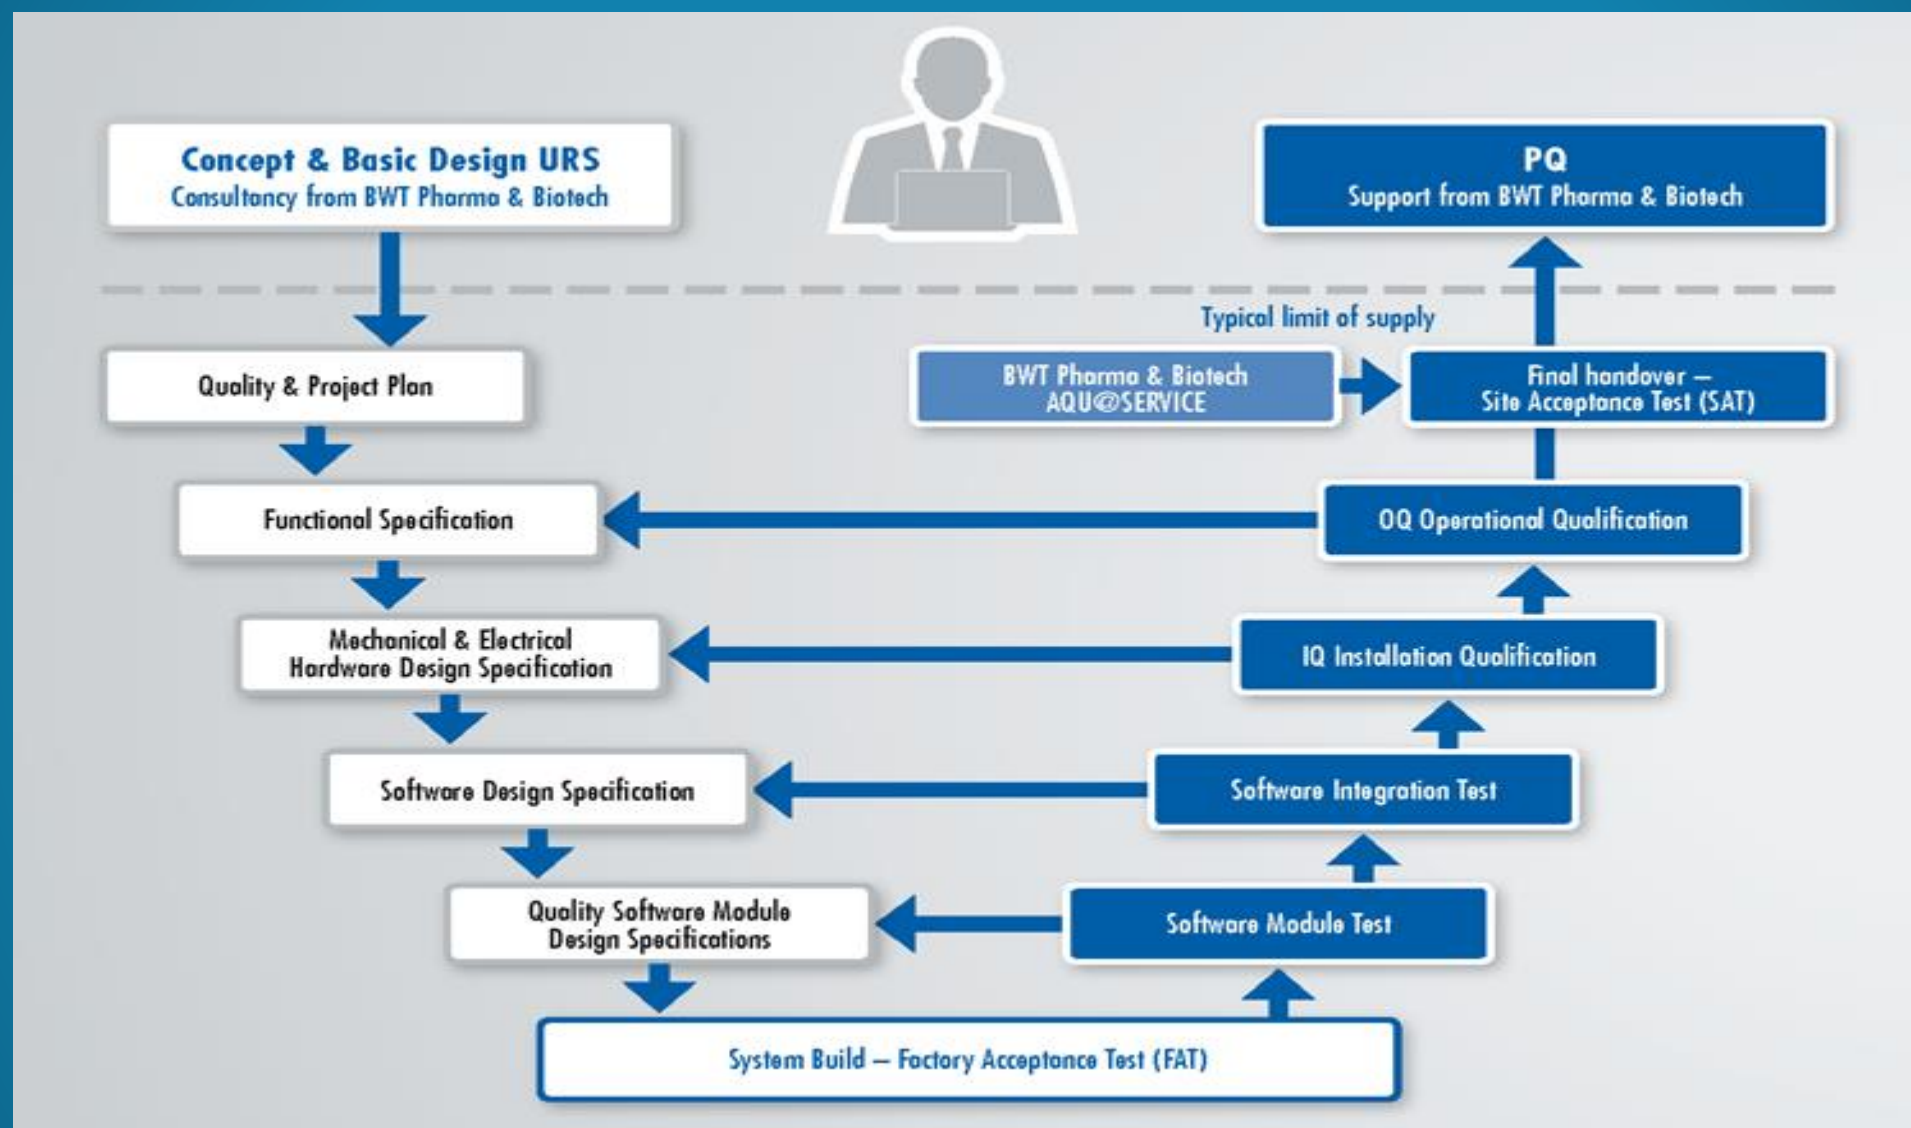 Concept & Basic Design URS
Consultancy from BWT Pharma & Biotech
PQ
Support from BWT Pharma & Biotech
Typical limit of supply
Quality & Project Plan
BWT Pharma & Biotech
AQU@SERVICE
Final handover –
Site Acceptance Test (SAT)
Functional Specification
OQ Operational Qualification
Mechanical & Electrical
Hardware Design Specification
IQ Installation Qualification
Software Design Specification
Software Integration Test
Quality Software Module
Design Specifications
Software Module Test
System Build – Factory Acceptance Test (FAT)